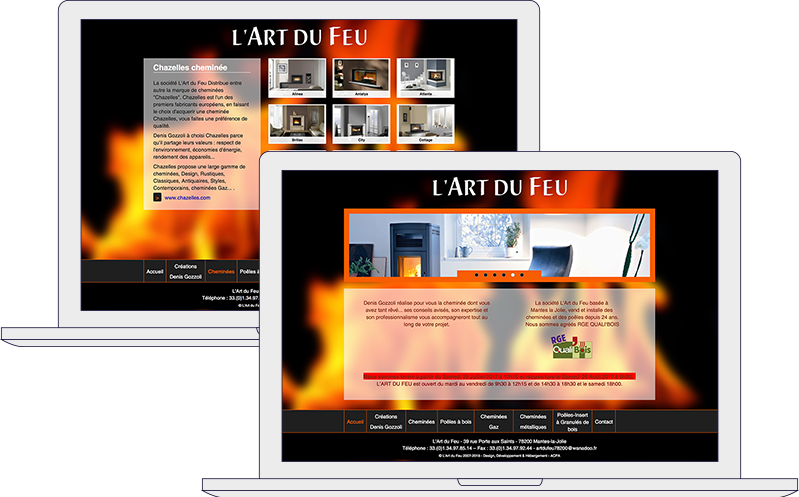 L'ART DU FEU
Chazelles cheminée
La société L'Art du Feu Distribue entre
autre la marque de cheminées
"Chazelles". Chazelles est l'un des
premiers fabricants européens, en faisant
le choix d'acquérir une cheminée
Chazelles, vous faites une préférence de
qualité.
Denis Gozzoli à choisi Chazelles parce
qu'il partage leurs valeurs : respect de
l'environnement, économies d'énergie,
rendement des appareils...
Chazelles propose une large gamme de
cheminées, Design, Rustiques,
Classiques, Antiquaires, Styles,
Contemporains, cheminées Gaz... .
> www.chazelles.com
Alinea Antalya Atlanta
Brillac City Cottage
Accueil Créations Denis Gozzoli Cheminées Poêles à
L'Art du Feu
Téléphone : 33.(0)1.34.97.
© L'Art du Feu
L'ART DU FEU
Denis Gozzoli réalise pour vous la cheminée dont vous
avez tant rêvé... ses conseils avisés, son expertise et
son professionnalisme vous accompagneront tout au
long de votre projet.
La société L'Art du Feu basée à
Mantes la Jolie, vend et installe des
cheminées et des poêles depuis 24 ans.
Nous sommes agréés RGE QUALI'BOIS
RGE
Quali'Bois
L'ART DU FEU est ouvert du mardi au vendredi de 9h30 à 12h15 et de 14h30 à 18h30 et le samedi 18h00.
Accueil Créations Denis Gozzoli Cheminées Poêles à bois Cheminées Gaz Cheminées métalliques Poêles-Insert à Granulés de bois Contact
L'Art du Feu - 39 rue Porte aux Saints - 78200 Mantes-la-Jolie
Téléphone : 33.(0)1.34.97.85.14 – Fax : 33.(0)1.34.97.92.44 - artdufeu78200@wanadoo.fr
© L'Art du Feu 2007-2019 - Design, Développement & Hébergement - ACPA